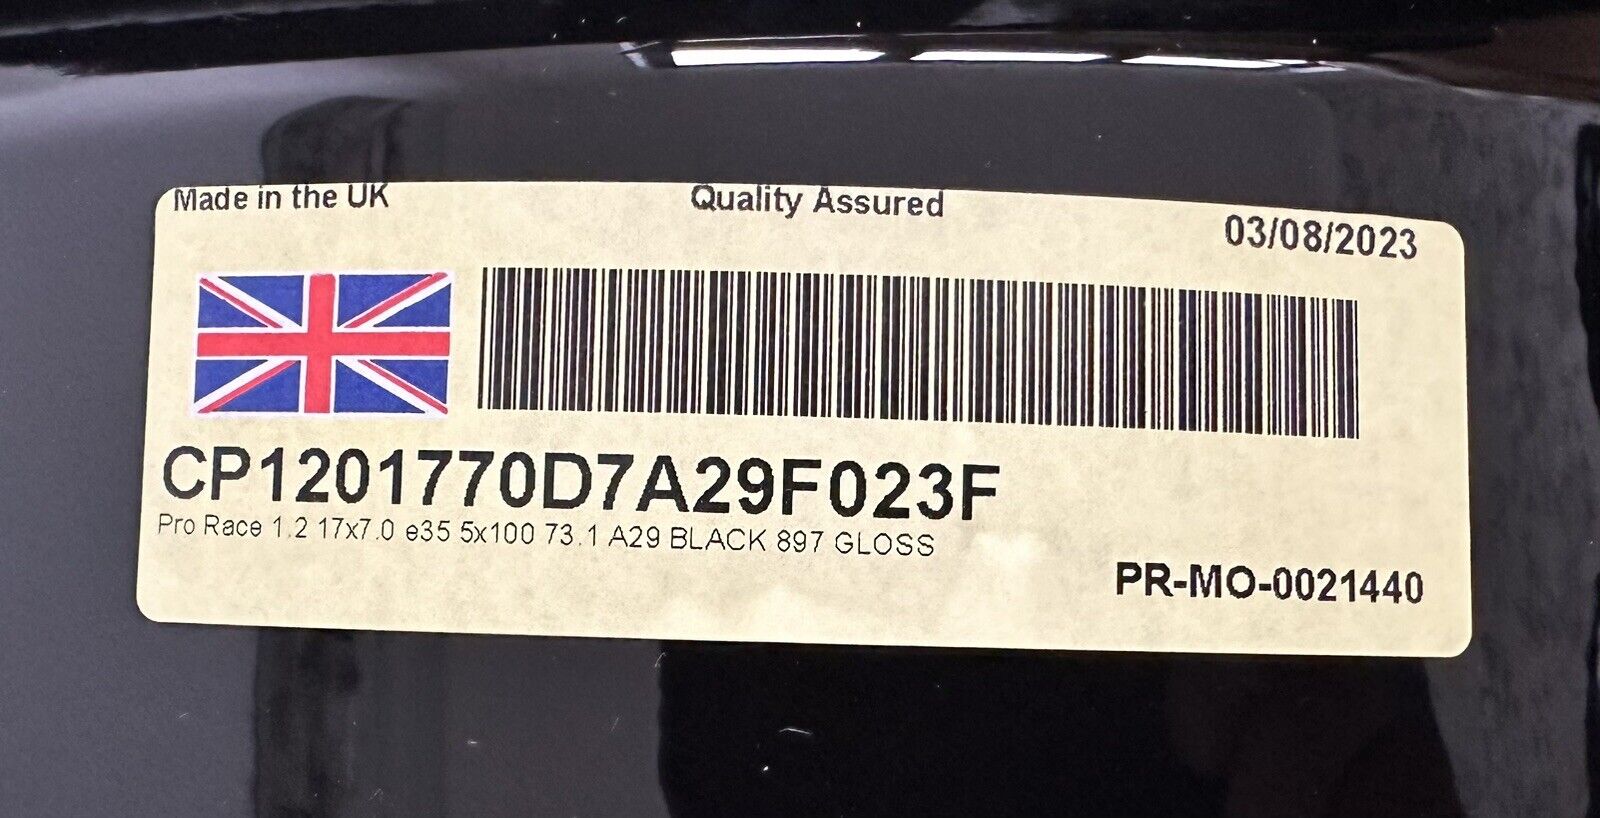 Made in the UK
Quality Assured
03/08/2023
CP1201770D7A29F023F
Pro Race 1.2 17x7.0 e35 5x100 73.1 A29 BLACK 897 GLOSS
PR-MO-0021440